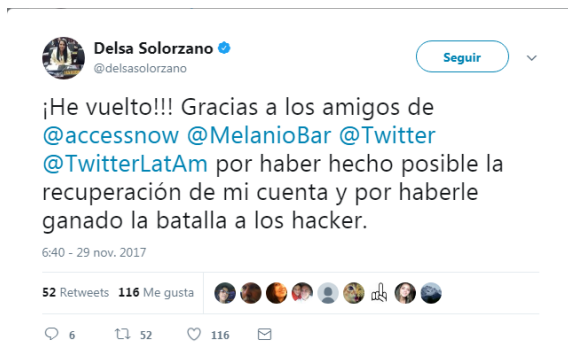 Delsa Solorzano
@delsasolorzano
Seguir
¡He vuelto!!! Gracias a los amigos de
@accessnow @MelanioBar @Twitter
@TwitterLatAm por haber hecho posible la
recuperación de mi cuenta y por haberle
ganado la batalla a los hacker.
6:40 - 29 nov. 2017
52 Retweets 116 Me gusta
6 52 116